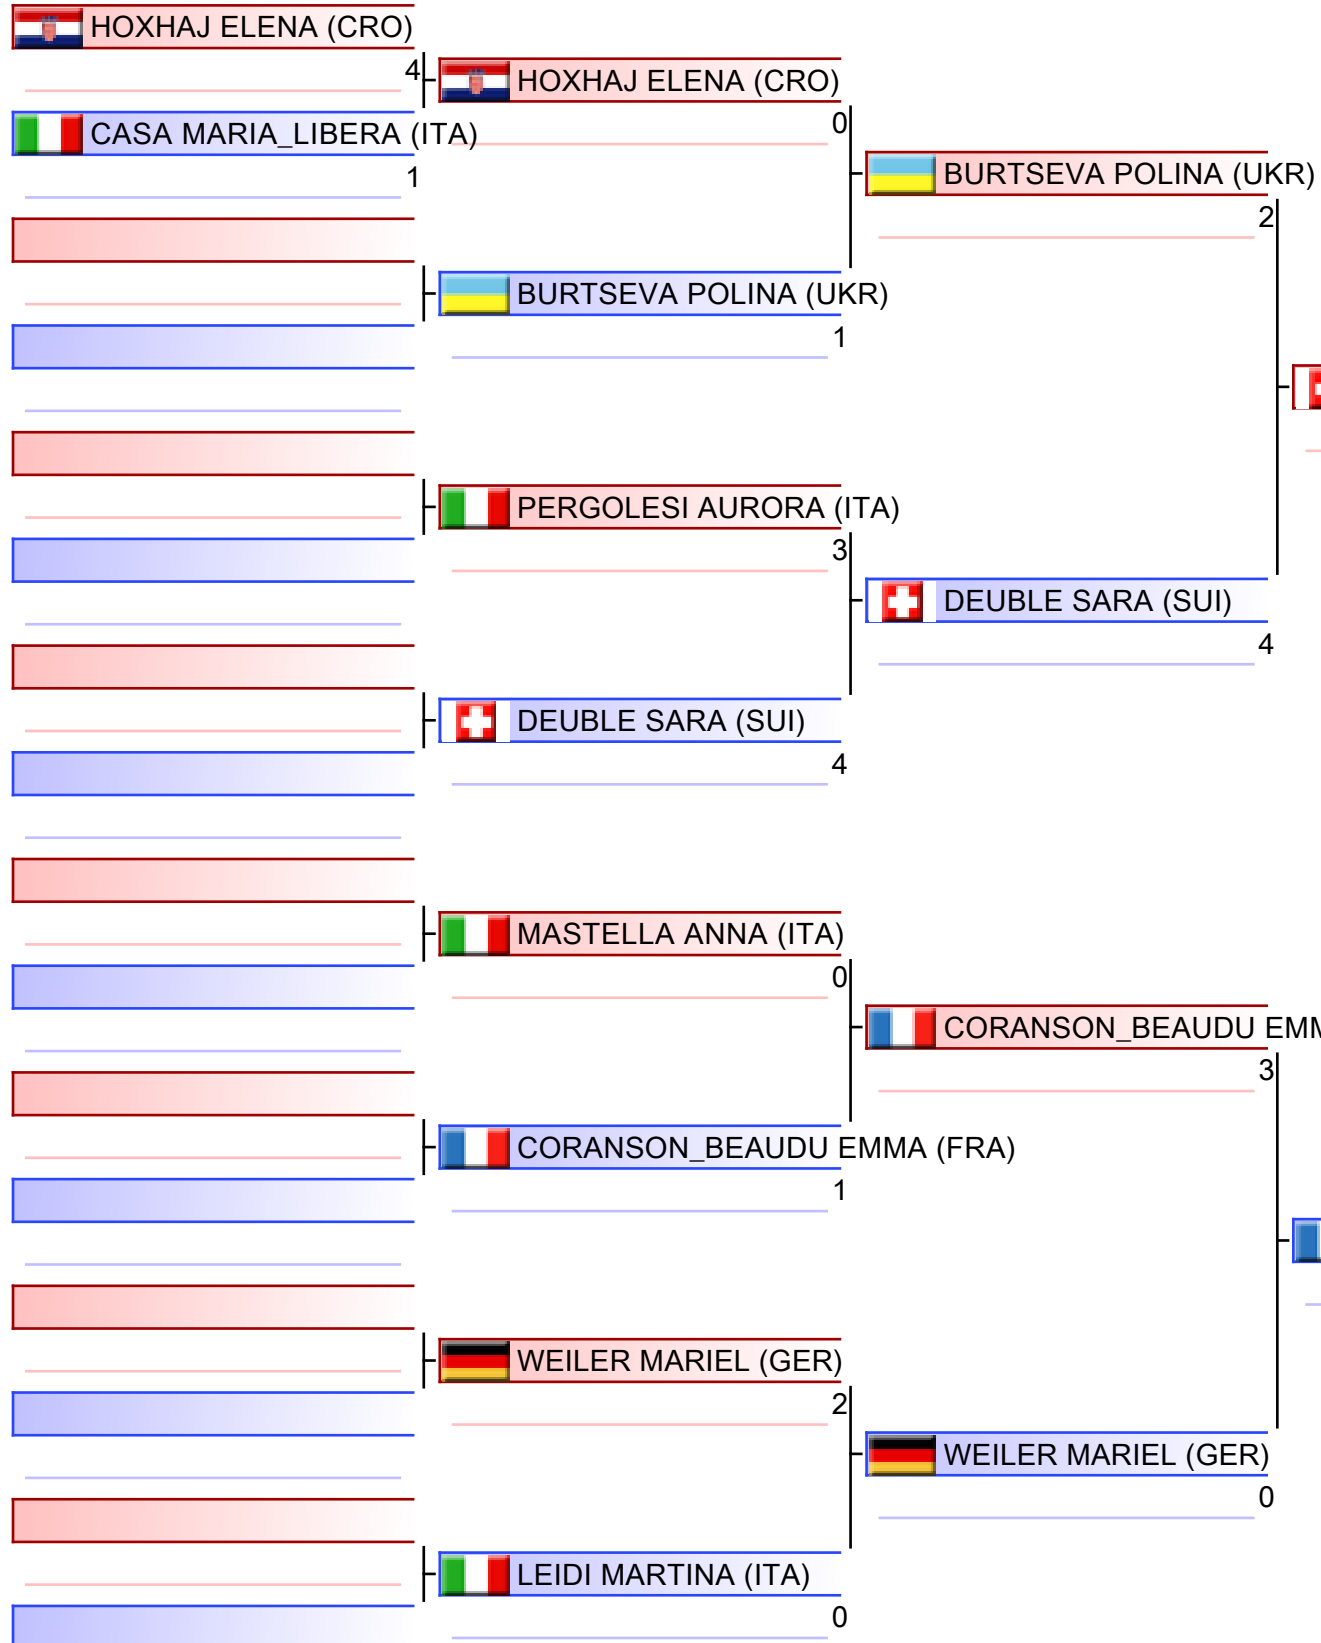 HOXHAJ ELENA (CRO)
4
CASA MARIA_LIBERA (ITA)
1
HOXHAJ ELENA (CRO)
0
BURTSEVA POLINA (UKR)
1
PERGOLESI AURORA (ITA)
3
DEUBLE SARA (SUI)
4
MASTELLA ANNA (ITA)
0
CORANSON_BEAUDU EMMA (FRA)
1
WEILER MARIEL (GER)
2
LEIDI MARTINA (ITA)
0
BURTSEVA POLINA (UKR)
2
DEUBLE SARA (SUI)
4
CORANSON_BEAUDU
3
WEILER MARIEL (GER)
0